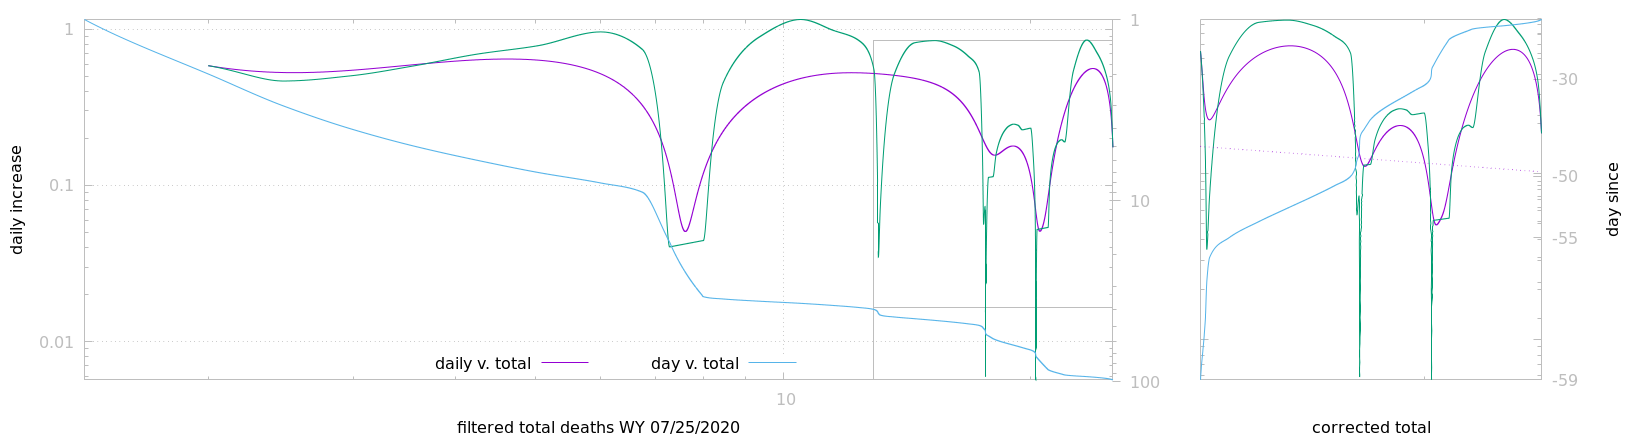 1
0.1
0.01
daily increase
daily v. total
day v. total
10
filtered total deaths WY 07/25/2020
1
10
100
-30
-50
-55
-59
day since
corrected total